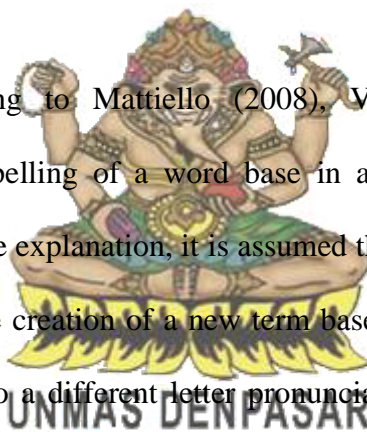 ng to Mattiello (2008), V
pelling of a word base in a
e explanation, it is assumed th
e creation of a new term base
o a different letter pronuncia
UNMAS DENPASAR